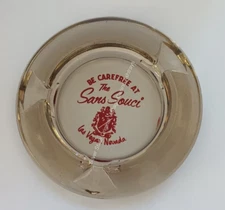 BE CAREFREE AT
The
Sans Souci
Las Vegas, Nevada